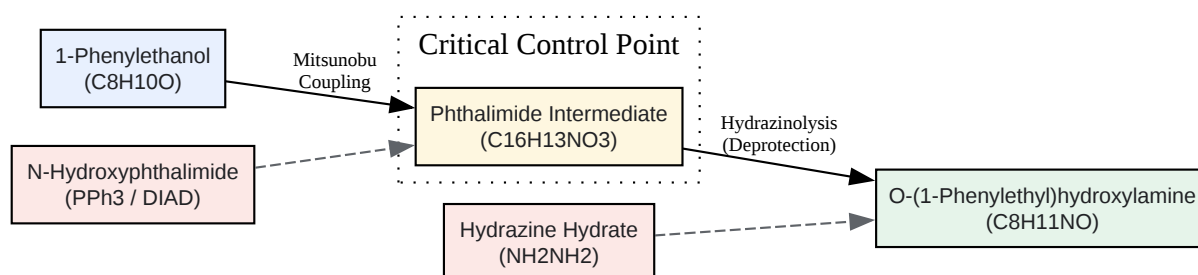 1-Phenylethanol
(C8H10O)
Mitsunobu
Coupling
Critical Control Point
Phthalimide Intermediate
(C16H13NO3)
N-Hydroxyphthalimide
(PPh3 / DIAD)
Hydrazinolysis
(Deprotection)
Hydrazine Hydrate
(NH2NH2)
O-(1-Phenylethyl)hydroxylamine
(C8H11NO)